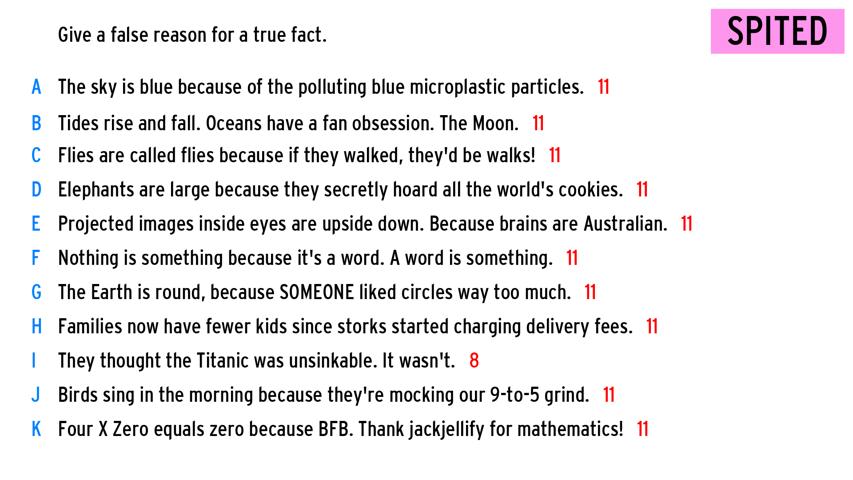 Give a false reason for a true fact.
SPITED
A The sky is blue because of the polluting blue microplastic particles. 11
B Tides rise and fall. Oceans have a fan obsession. The Moon. 11
C Flies are called flies because if they walked, they'd be walks! 11
D Elephants are large because they secretly hoard all the world's cookies. 11
E Projected images inside eyes are upside down. Because brains are Australian. 11
F Nothing is something because it's a word. A word is something. 11
G The Earth is round, because SOMEONE liked circles way too much. 11
H Families now have fewer kids since storks started charging delivery fees. 11
I They thought the Titanic was unsinkable. It wasn't. 8
J Birds sing in the morning because they're mocking our 9-to-5 grind. 11
K Four X Zero equals zero because BFB. Thank jackjellify for mathematics! 11